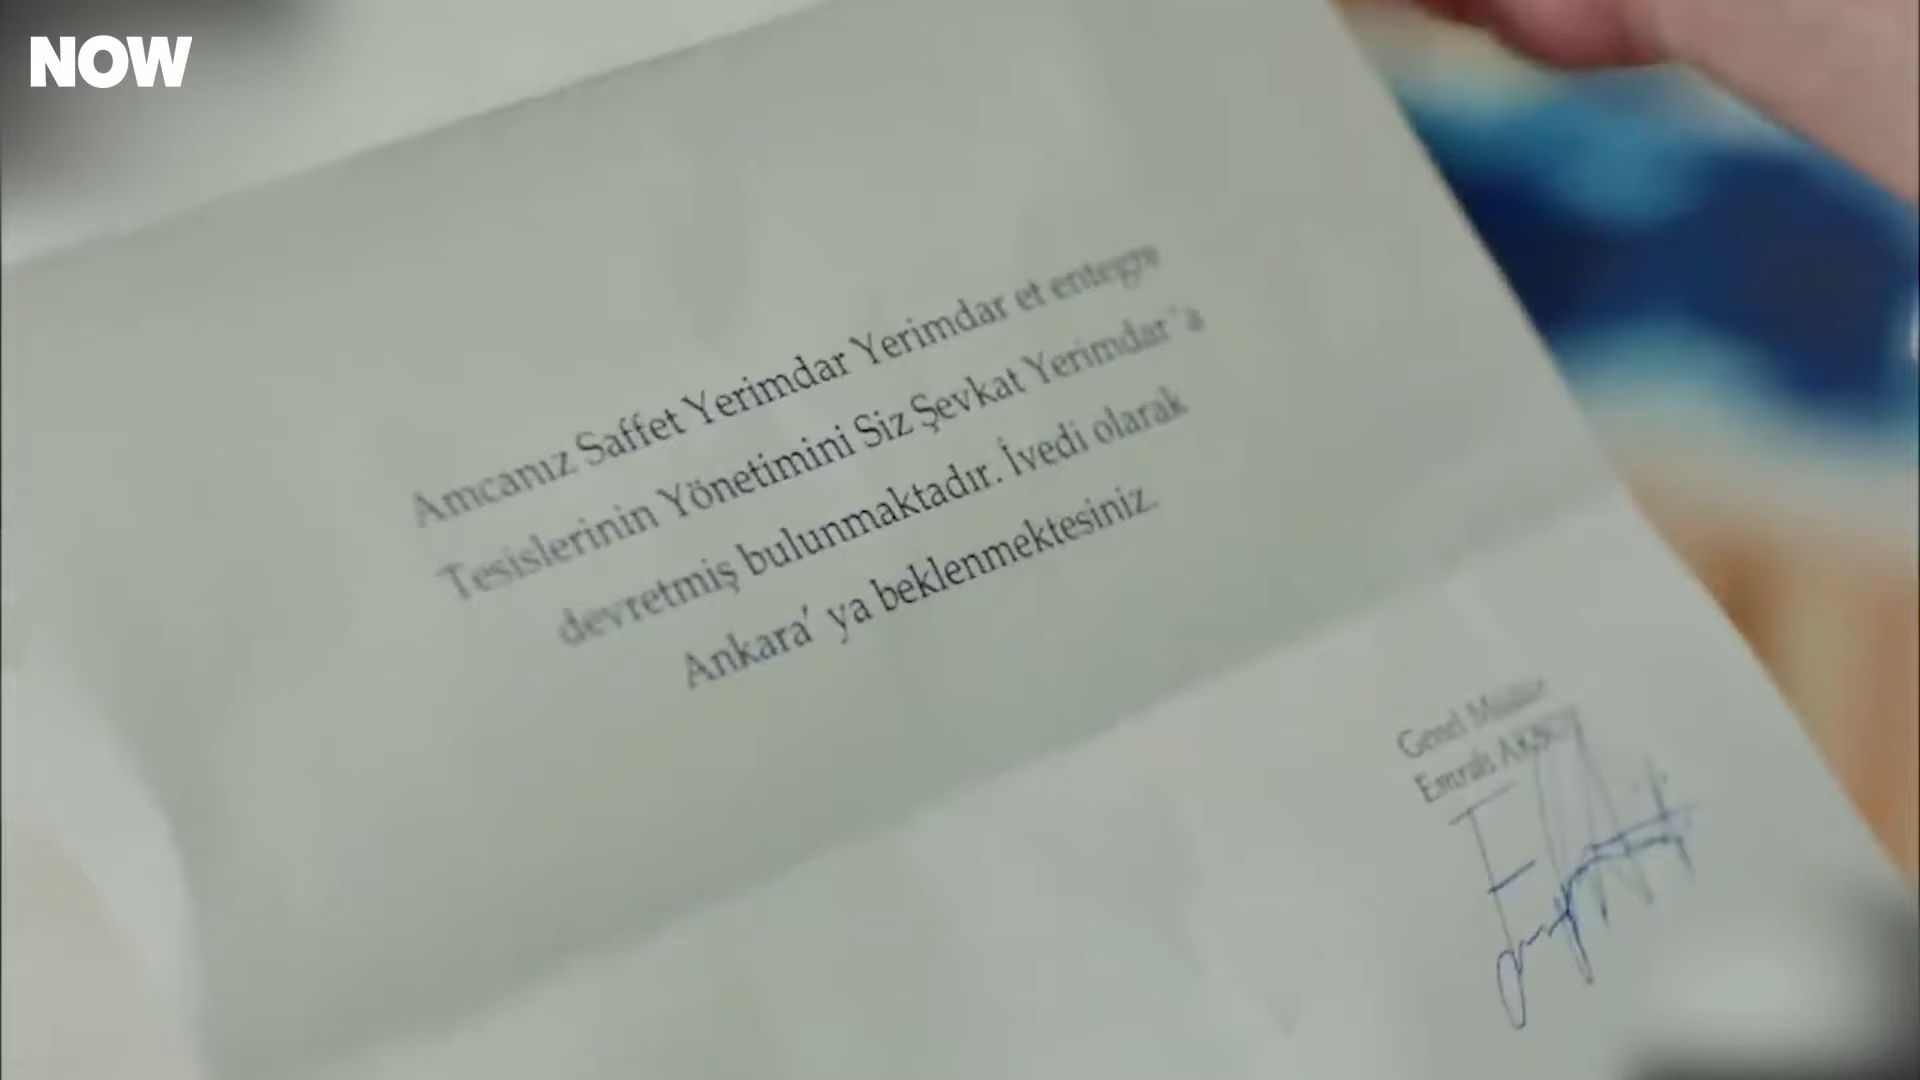 NOW
Amcanız Saffet Yerimdar Yerimdar et entegre
Tesislerinin Yönetimini Siz Şevkat Yerimdar 'a
devretmiş bulunmaktadır. İvedi olarak
Ankara' ya beklenmektesiniz.
Genel Müdür
Emrah